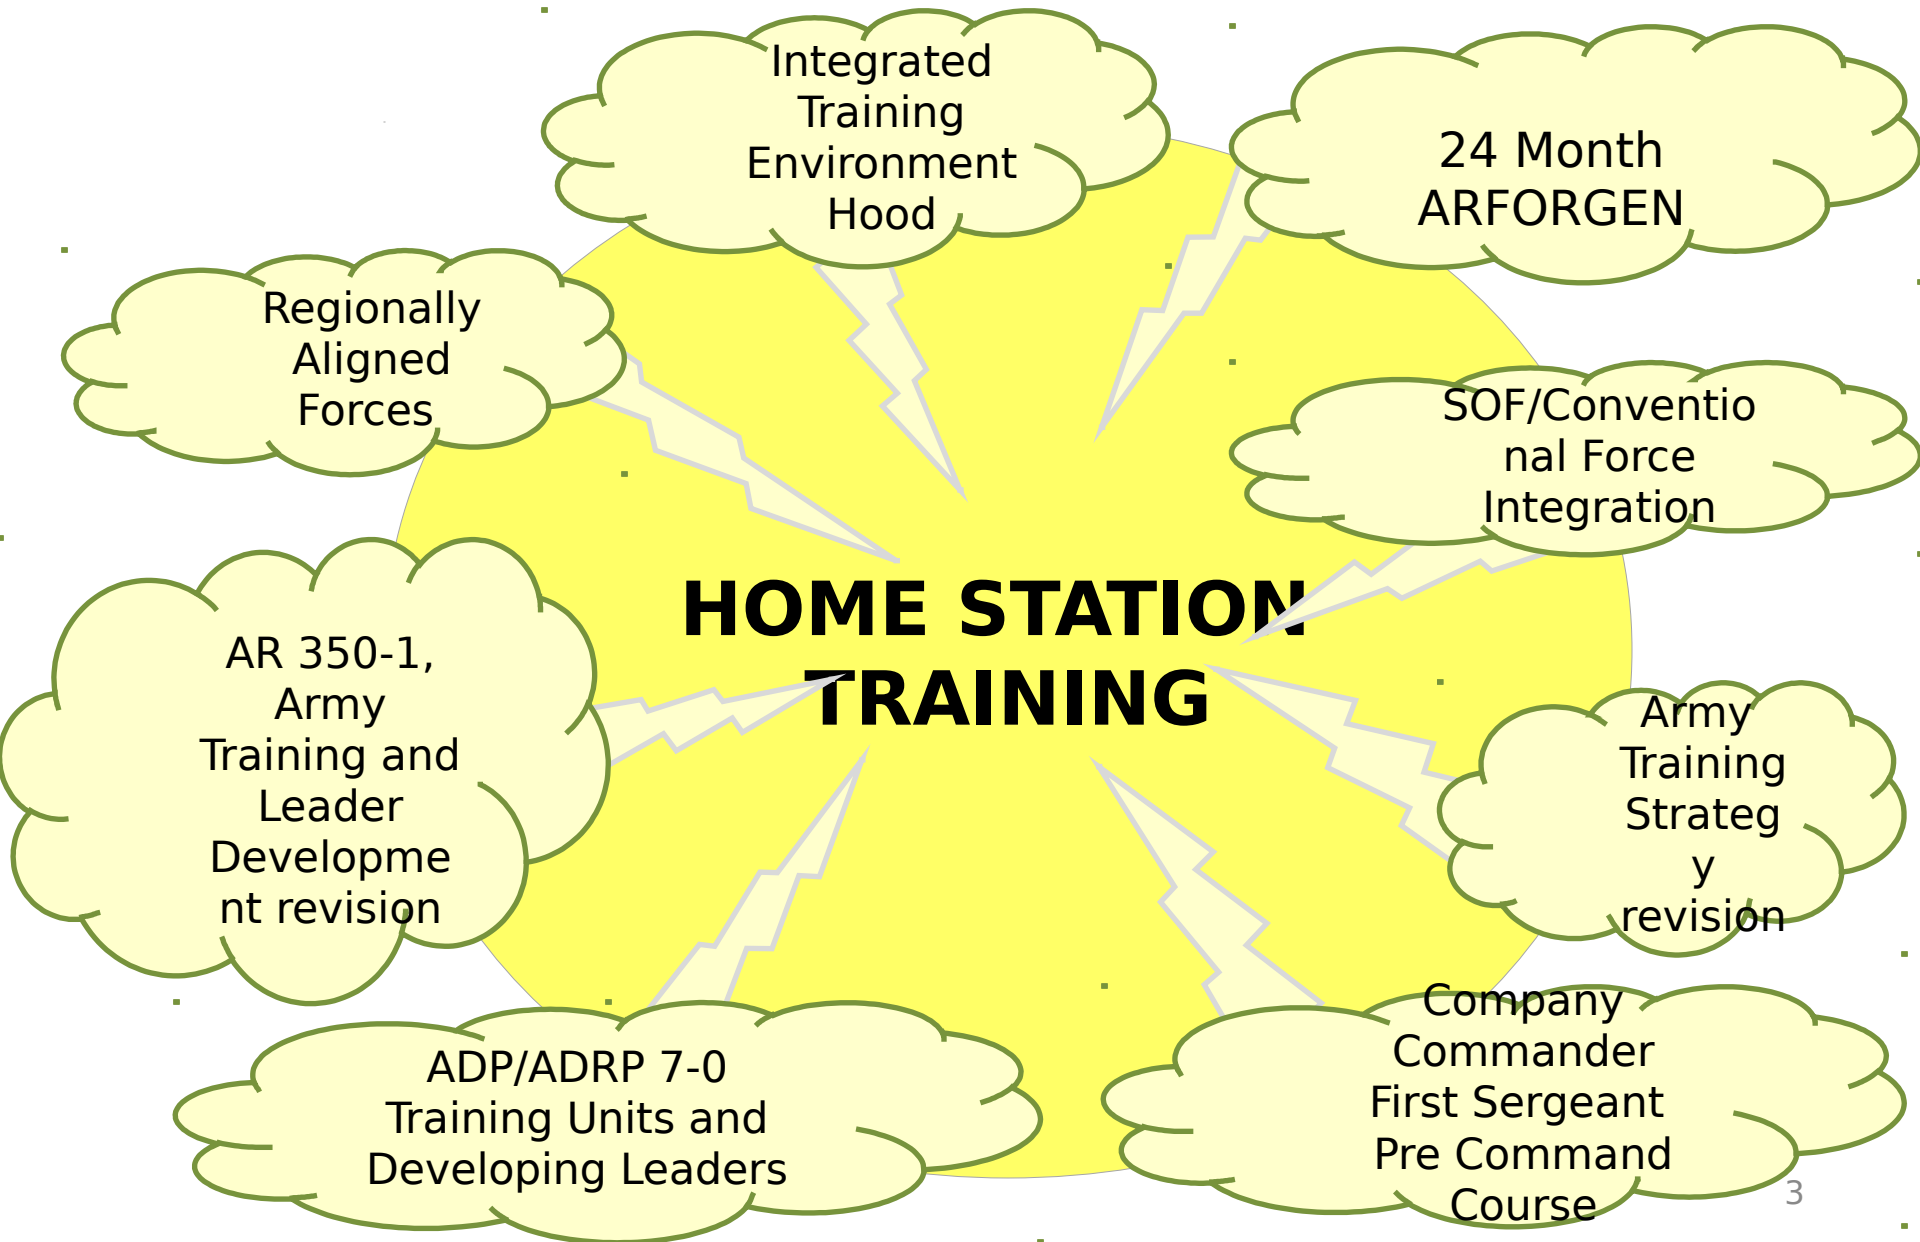 Integrated
Training
Environment
Hood
24 Month
ARFORGEN
Regionally
Aligned
Forces
SOF/Conventio
nal Force
Integration
HOME STATION
TRAINING
AR 350-1,
Army
Training and
Leader
Developme
nt revision
Army
Training
Strateg
y
revision
ADP/ADRP 7-0
Training Units and
Developing Leaders
Company
Commander
First Sergeant
Pre Command
Course
3